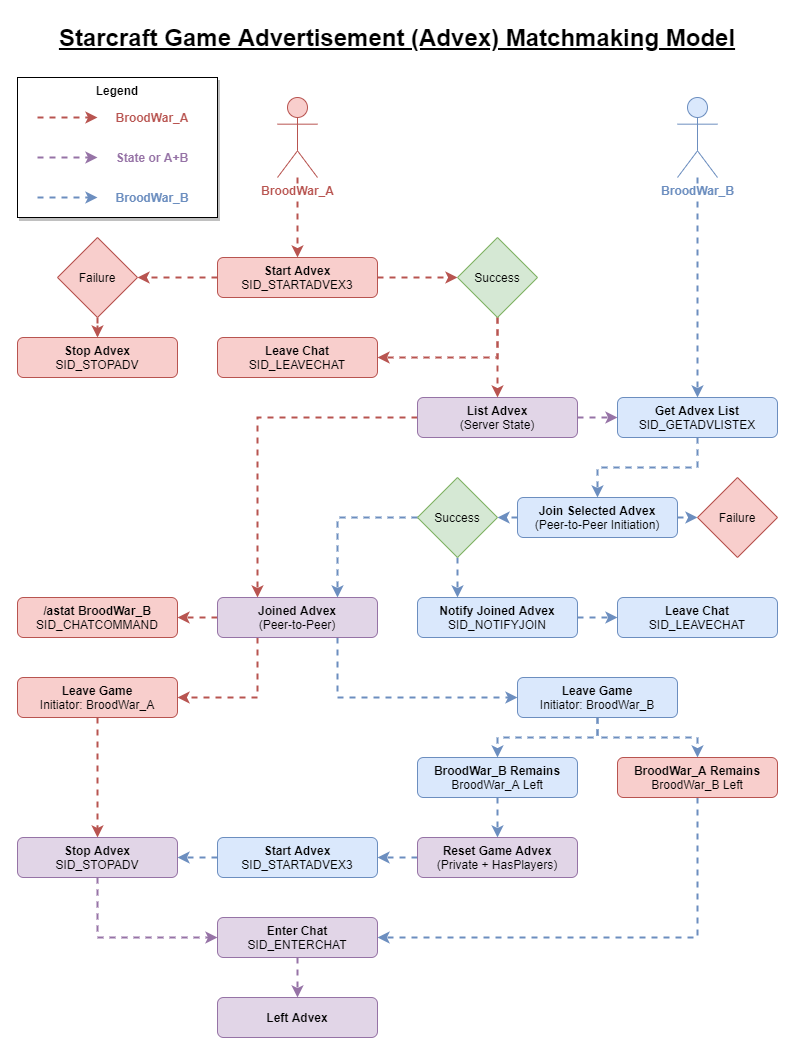 Starcraft Game Advertisement (Advex) Matchmaking Model
Legend
BroodWar_A
State or A+B
BroodWar_B
BroodWar_A
BroodWar_B
Failure
Start Advex
SID_STARTADVEX3
Success
Stop Advex
SID_STOPADV
Leave Chat
SID_LEAVECHAT
List Advex
(Server State)
Get Advex List
SID_GETADVLISTEX
Success
Join Selected Advex
(Peer-to-Peer Initiation)
Failure
/astat BroodWar_B
SID_CHATCOMMAND
Joined Advex
(Peer-to-Peer)
Notify Joined Advex
SID_NOTIFYJOIN
Leave Chat
SID_LEAVECHAT
Leave Game
Initiator: BroodWar_A
Leave Game
Initiator: BroodWar_B
BroodWar_B Remains
BroodWar_A Left
BroodWar_A Remains
BroodWar_B Left
Stop Advex
SID_STOPADV
Start Advex
SID_STARTADVEX3
Reset Game Advex
(Private + HasPlayers)
Enter Chat
SID_ENTERCHAT
Left Advex